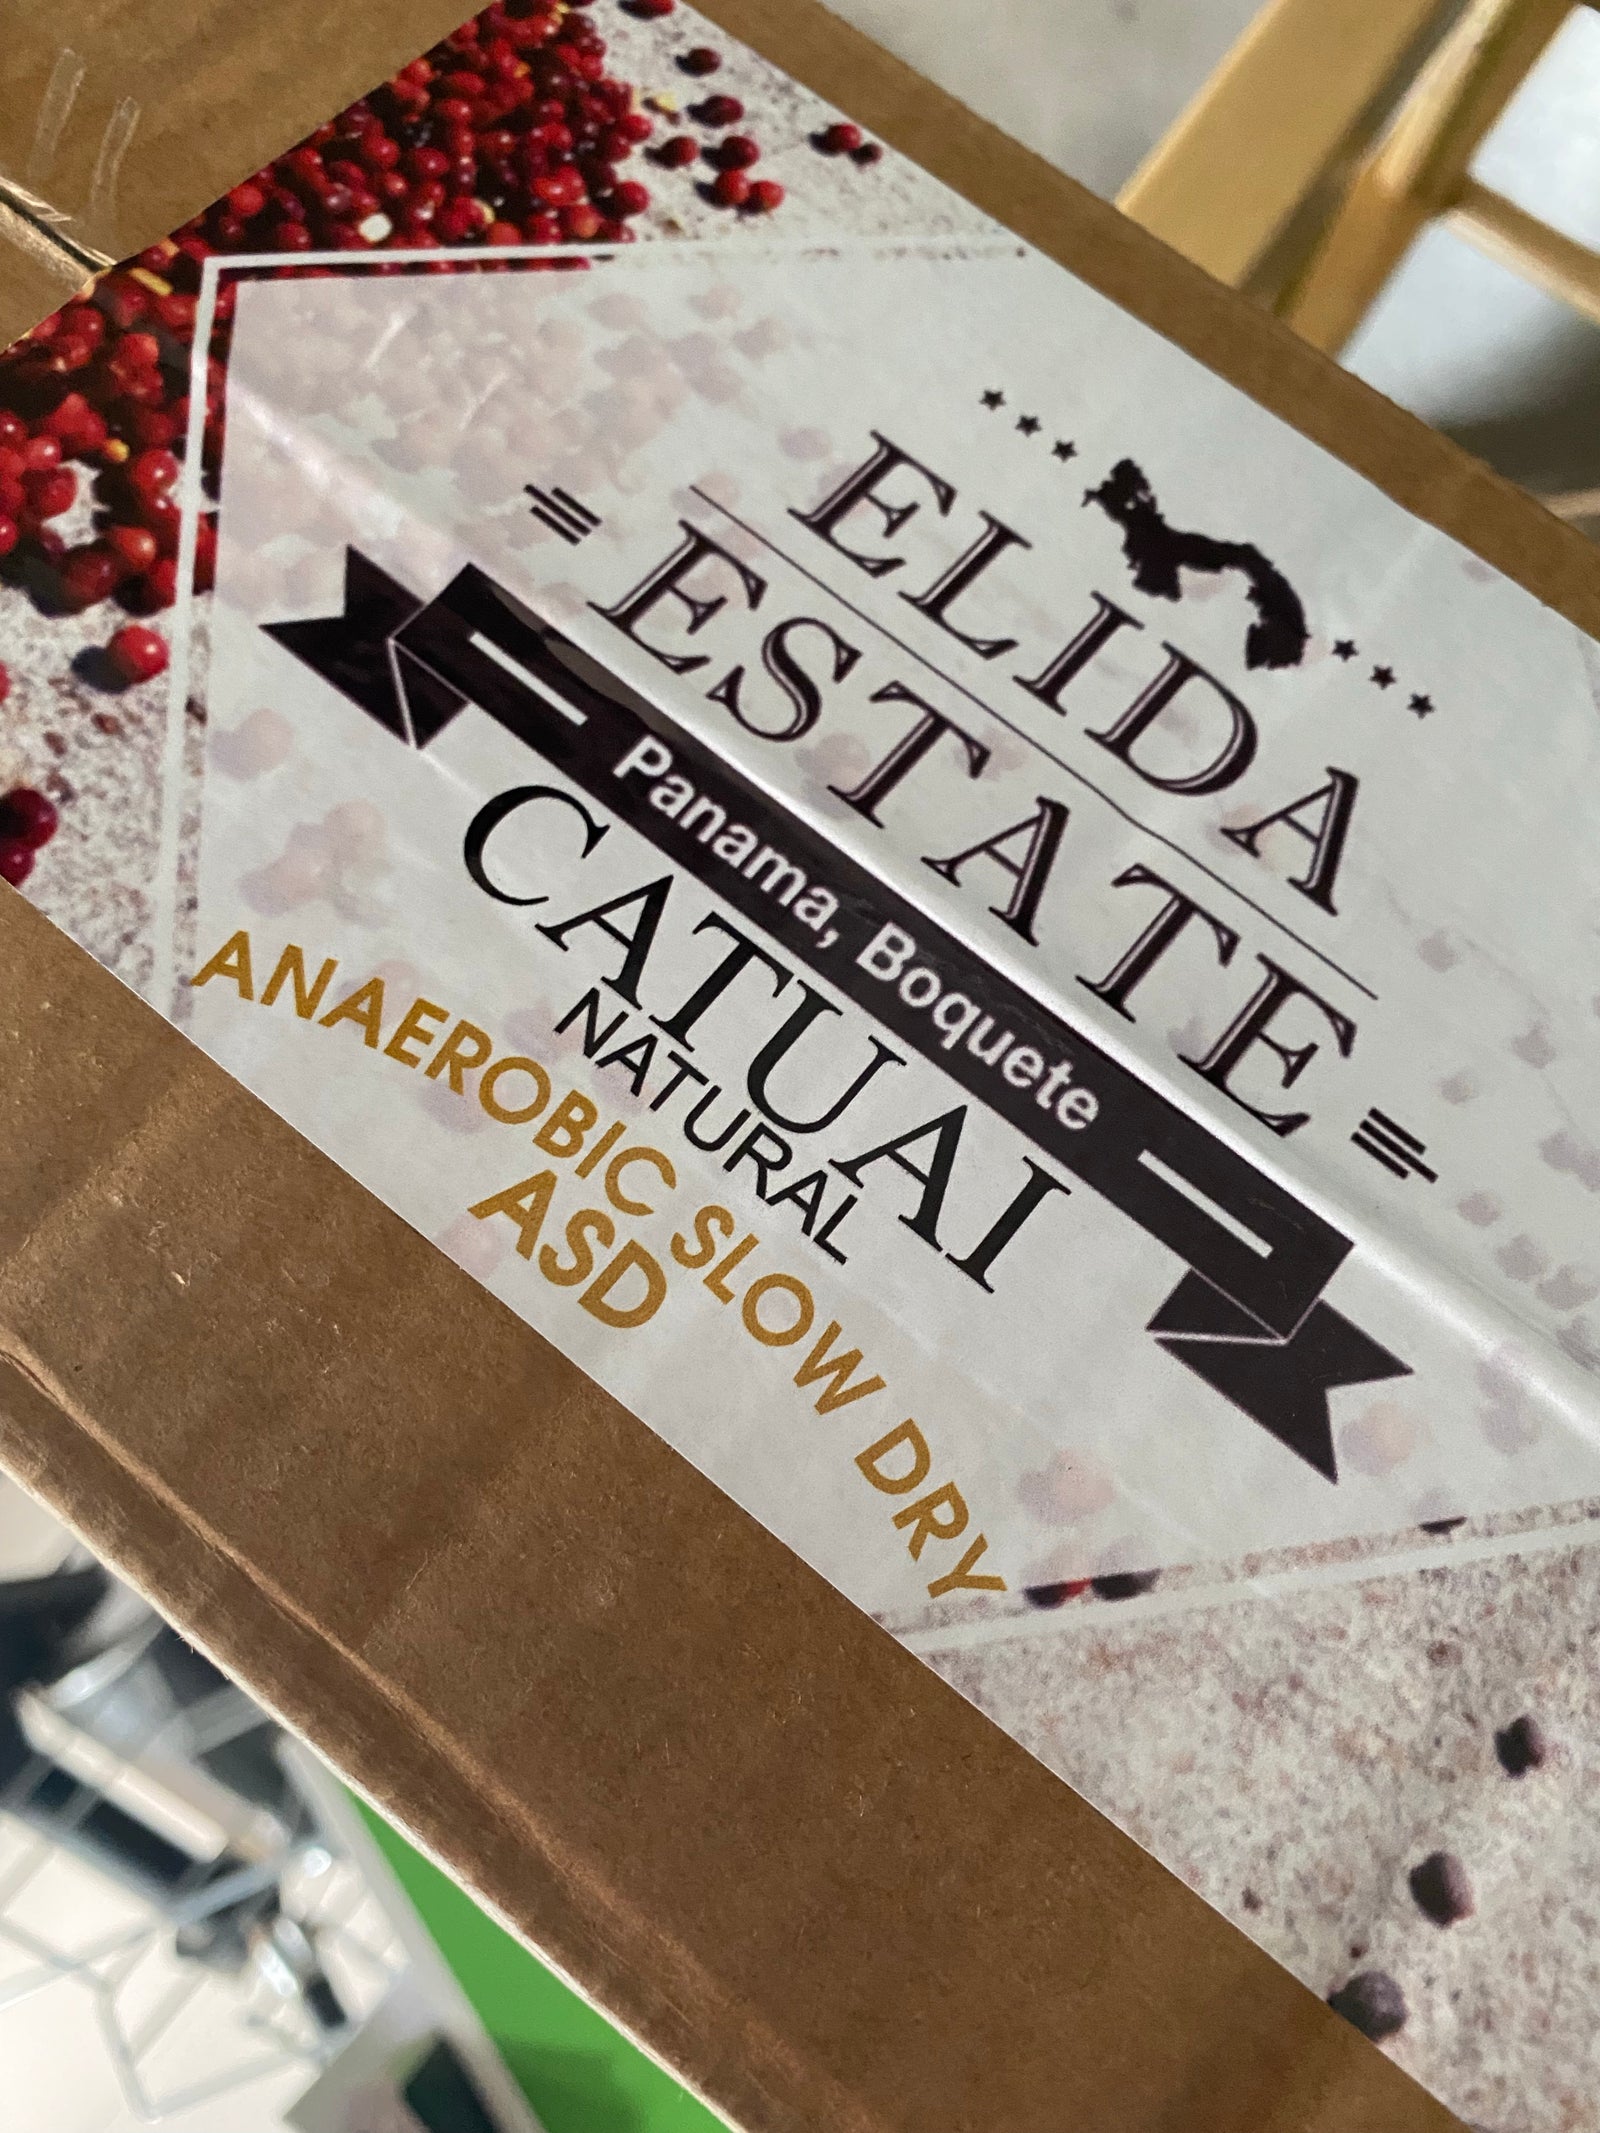 ELIDA
ESTATE
Panama, Boquete
CATUAI
NATURAL
ANAEROBIC SLOW DRY
ASD